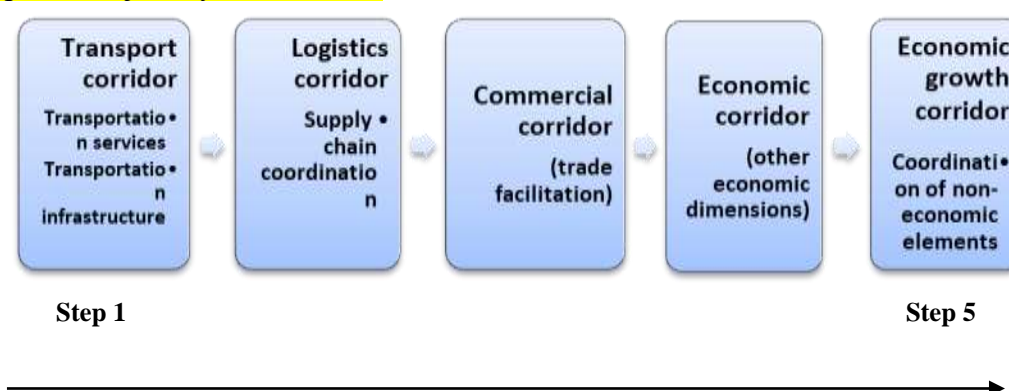 Transport
corridor
Transportatio•
n services
Transportatio•
n
infrastructure
Logistics
corridor
Supply •
chain
coordinatio
n
Commercial
corridor
(trade
facilitation)
Economic
corridor
(other
economic
dimensions)
Economic
growth
corridor
Coordinati•
on of non-
economic
elements
Step 1
Step 5